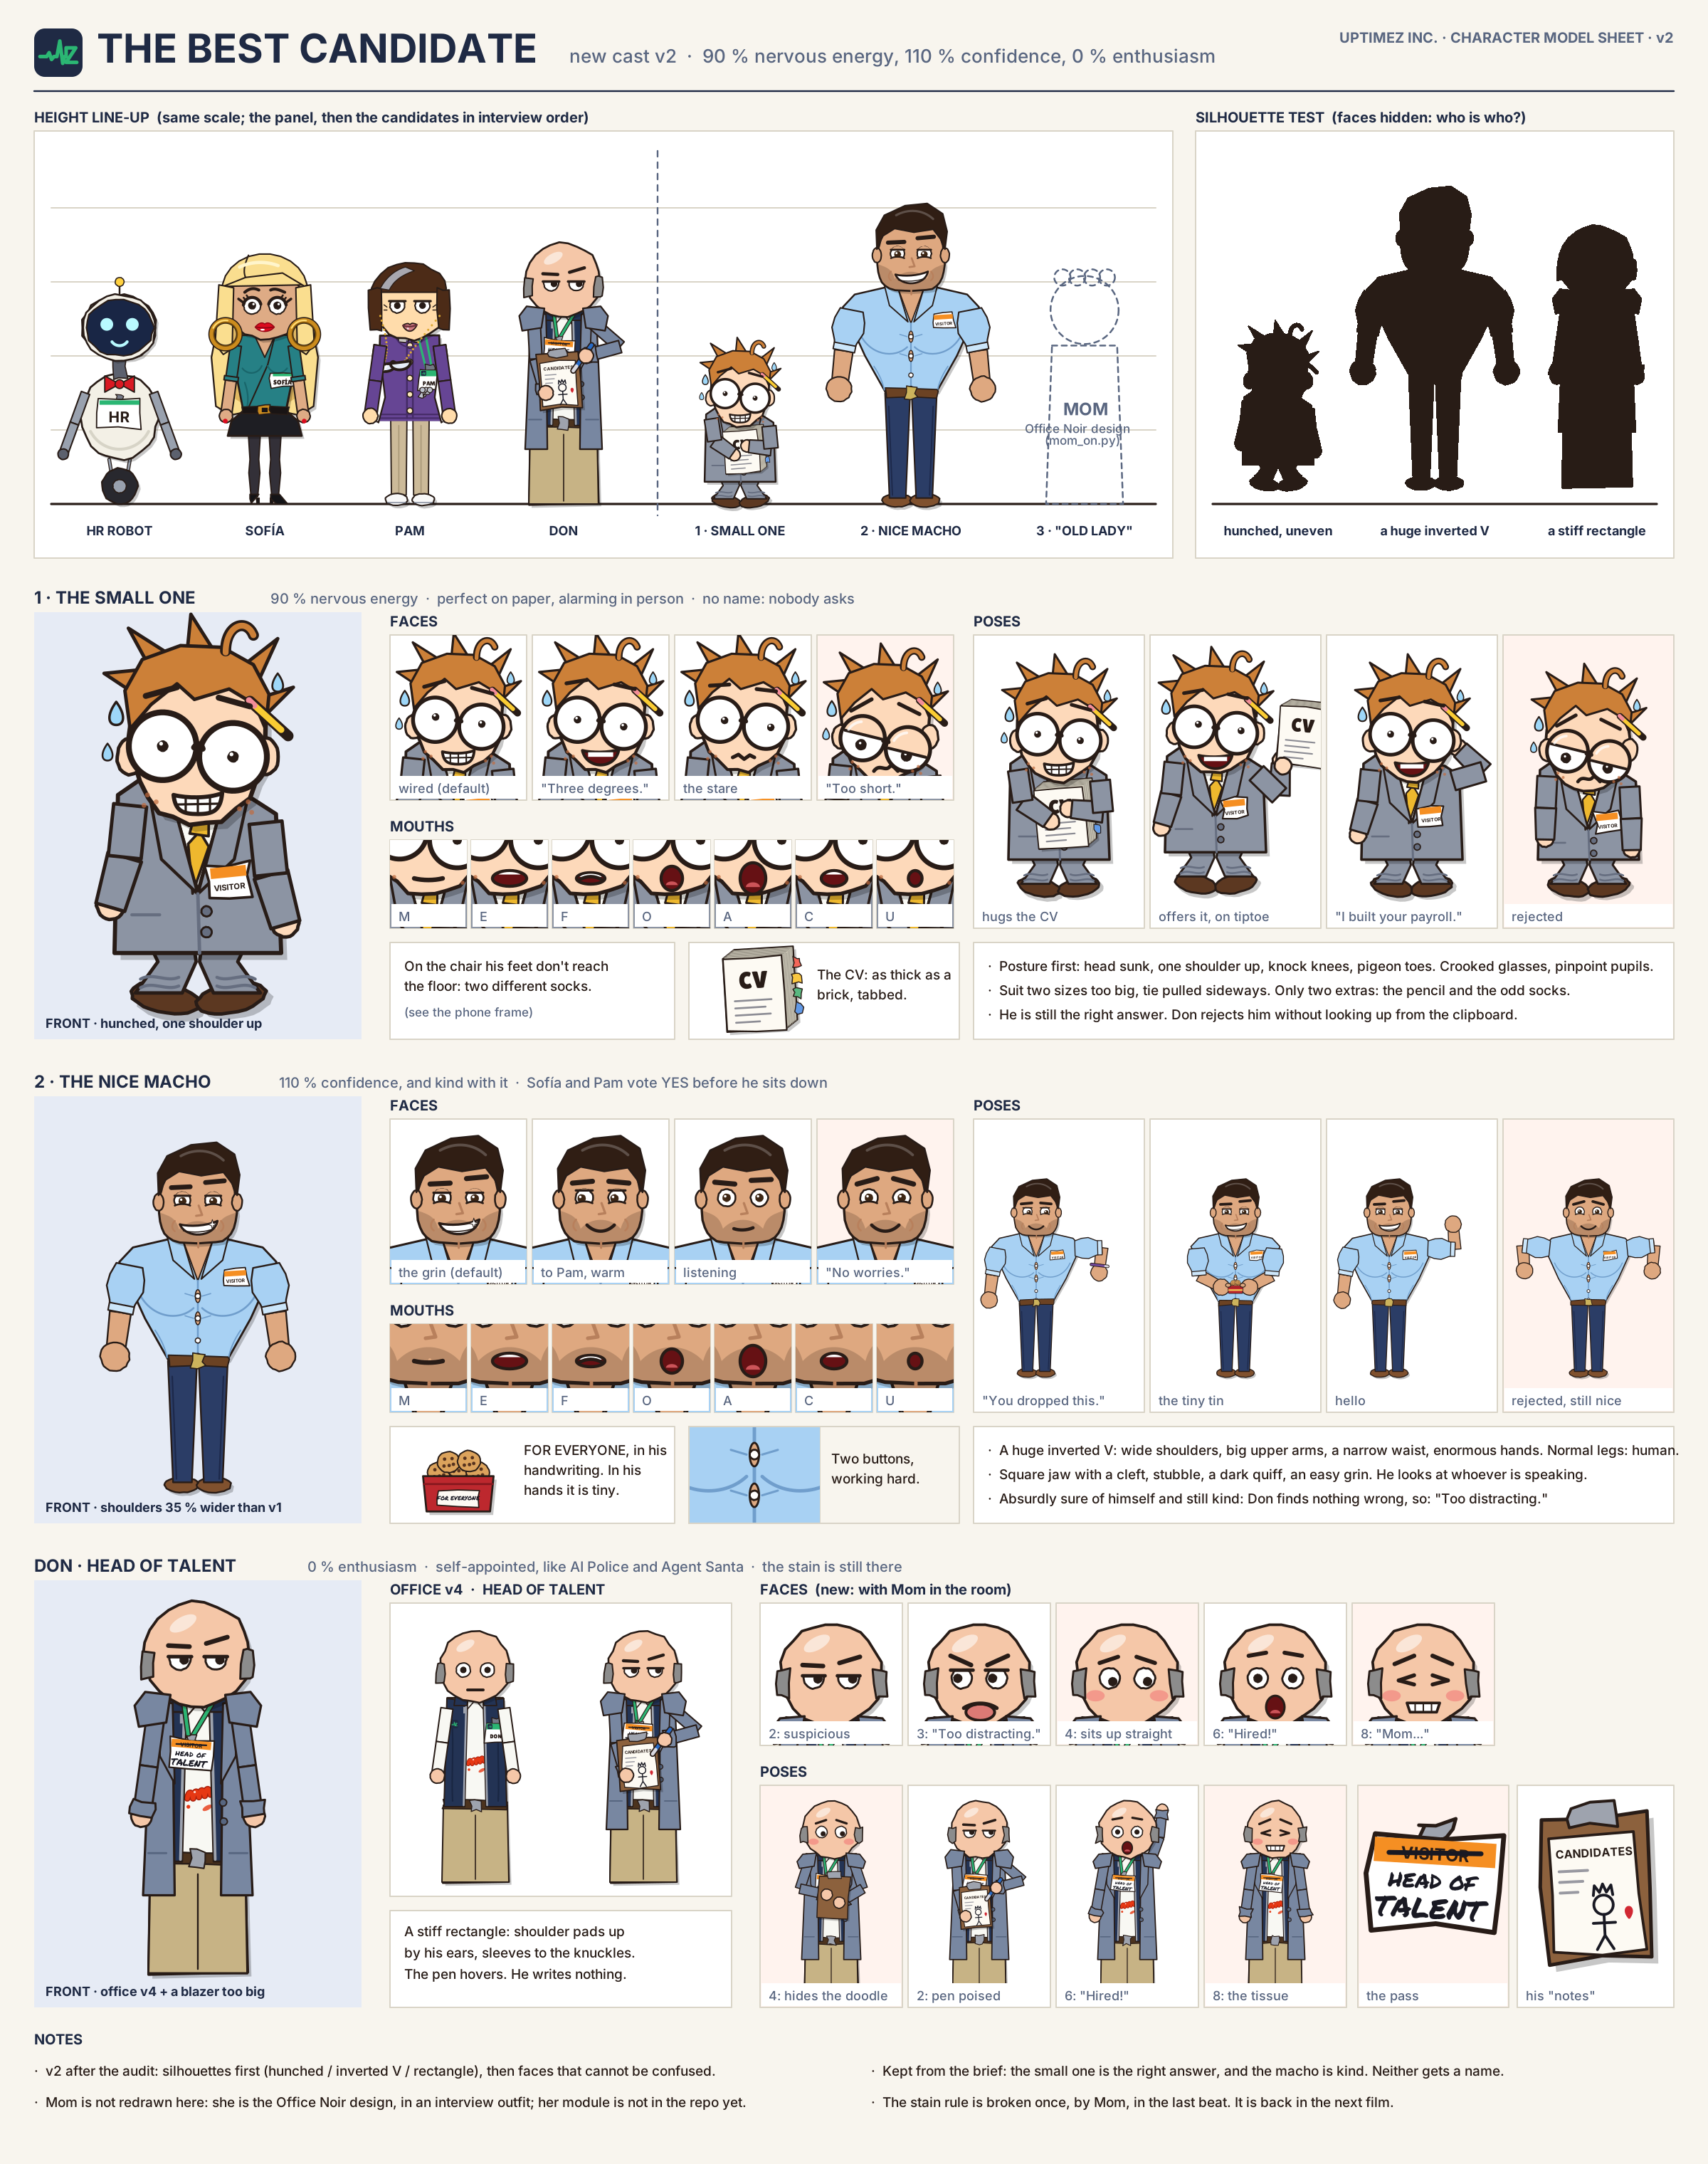 THE BEST CANDIDATE
new cast v2 · 90 % nervous energy, 110 % confidence, 0 % enthusiasm
UPTIMEZ INC. · CHARACTER MODEL SHEET · v2
HEIGHT LINE-UP (same scale; the panel, then the candidates in interview order)
SILHOUETTE TEST (faces hidden: who is who?)
HR
SOFÍA
PAM
CANDIDATES
CV
VISITOR
MOM
Office Noir design
(mom_on.py)
HR ROBOT
SOFÍA
PAM
DON
1 · SMALL ONE
2 · NICE MACHO
3 · "OLD LADY"
hunched, uneven
a huge inverted V
a stiff rectangle
1 · THE SMALL ONE
90 % nervous energy · perfect on paper, alarming in person · no name: nobody asks
VISITOR
FRONT · hunched, one shoulder up
FACES
wired (default)
"Three degrees."
the stare
"Too short."
MOUTHS
M
E
F
O
A
C
U
POSES
CV
CV
VISITOR
VISITOR
VISITOR
hugs the CV
offers it, on tiptoe
"I built your payroll."
rejected
On the chair his feet don't reach
the floor: two different socks.
(see the phone frame)
CV
The CV: as thick as a
brick, tabbed.
· Posture first: head sunk, one shoulder up, knock knees, pigeon toes. Crooked glasses, pinpoint pupils.
· Suit two sizes too big, tie pulled sideways. Only two extras: the pencil and the odd socks.
· He is still the right answer. Don rejects him without looking up from the clipboard.
2 · THE NICE MACHO
110 % confidence, and kind with it · Sofía and Pam vote YES before he sits down
VISITOR
FRONT · shoulders 35 % wider than v1
FACES
the grin (default)
to Pam, warm
listening
"No worries."
MOUTHS
M
E
F
O
A
C
U
POSES
"You dropped this."
the tiny tin
hello
rejected, still nice
FOR EVERYONE
FOR EVERYONE, in his
handwriting. In his
hands it is tiny.
Two buttons,
working hard.
· A huge inverted V: wide shoulders, big upper arms, a narrow waist, enormous hands. Normal legs: human.
· Square jaw with a cleft, stubble, a dark quiff, an easy grin. He looks at whoever is speaking.
· Absurdly sure of himself and still kind: Don finds nothing wrong, so: "Too distracting."
DON · HEAD OF TALENT
0 % enthusiasm · self-appointed, like AI Police and Agent Santa · the stain is still there
VISITOR
HEAD OF
TALENT
FRONT · office v4 + a blazer too big
OFFICE v4 · HEAD OF TALENT
DON
CANDIDATES
A stiff rectangle: shoulder pads up
by his ears, sleeves to the knuckles.
The pen hovers. He writes nothing.
FACES (new: with Mom in the room)
2: suspicious
3: "Too distracting."
4: sits up straight
6: "Hired!"
8: "Mom..."
POSES
4: hides the doodle
2: pen poised
6: "Hired!"
8: the tissue
VISITOR
HEAD OF
TALENT
the pass
CANDIDATES
his "notes"
NOTES
· v2 after the audit: silhouettes first (hunched / inverted V / rectangle), then faces that cannot be confused.
· Kept from the brief: the small one is the right answer, and the macho is kind. Neither gets a name.
· Mom is not redrawn here: she is the Office Noir design, in an interview outfit; her module is not in the repo yet.
· The stain rule is broken once, by Mom, in the last beat. It is back in the next film.